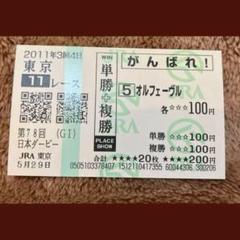 2011年3回4日
東京
11レース
第78回 (GI)
日本ダービー
JRA 東京
5月29日
WIN
単勝+複勝
PLACE SHOW
がんばれ!
5 オルフェーヴル
各☆☆☆100円
単勝 ☆☆☆100円
複勝 ☆☆☆100円
合計 ★★★★20枚 ★★★★200円